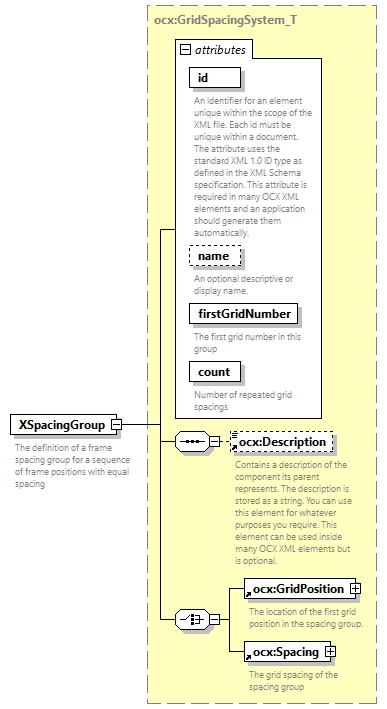 ocx:GridSpacingSystem_T
attributes
id
An identifier for an element
unique within the scope of the
XML file. Each id must be
unique within a document.
The attribute uses the
standard XML 1.0 ID type as
defined in the XML Schema
specification. This attribute is
required in many OCX XML
elements and an application
should generate them
automatically.
name
An optional descriptive or
display name.
firstGridNumber
The first grid number in this
group
count
Number of repeated grid
spacings
XSpacingGroup
The definition of a frame
spacing group for a sequence
of frame positions with equal
spacing
ocx:Description
Contains a description of the
component its parent
represents. The description is
stored as a string. You can use
this element for whatever
purposes you require. This
element can be used inside
many OCX XML elements but
is optional.
ocx:GridPosition
The location of the first grid
position in the spacing group.
ocx:Spacing
The grid spacing of the
spacing group